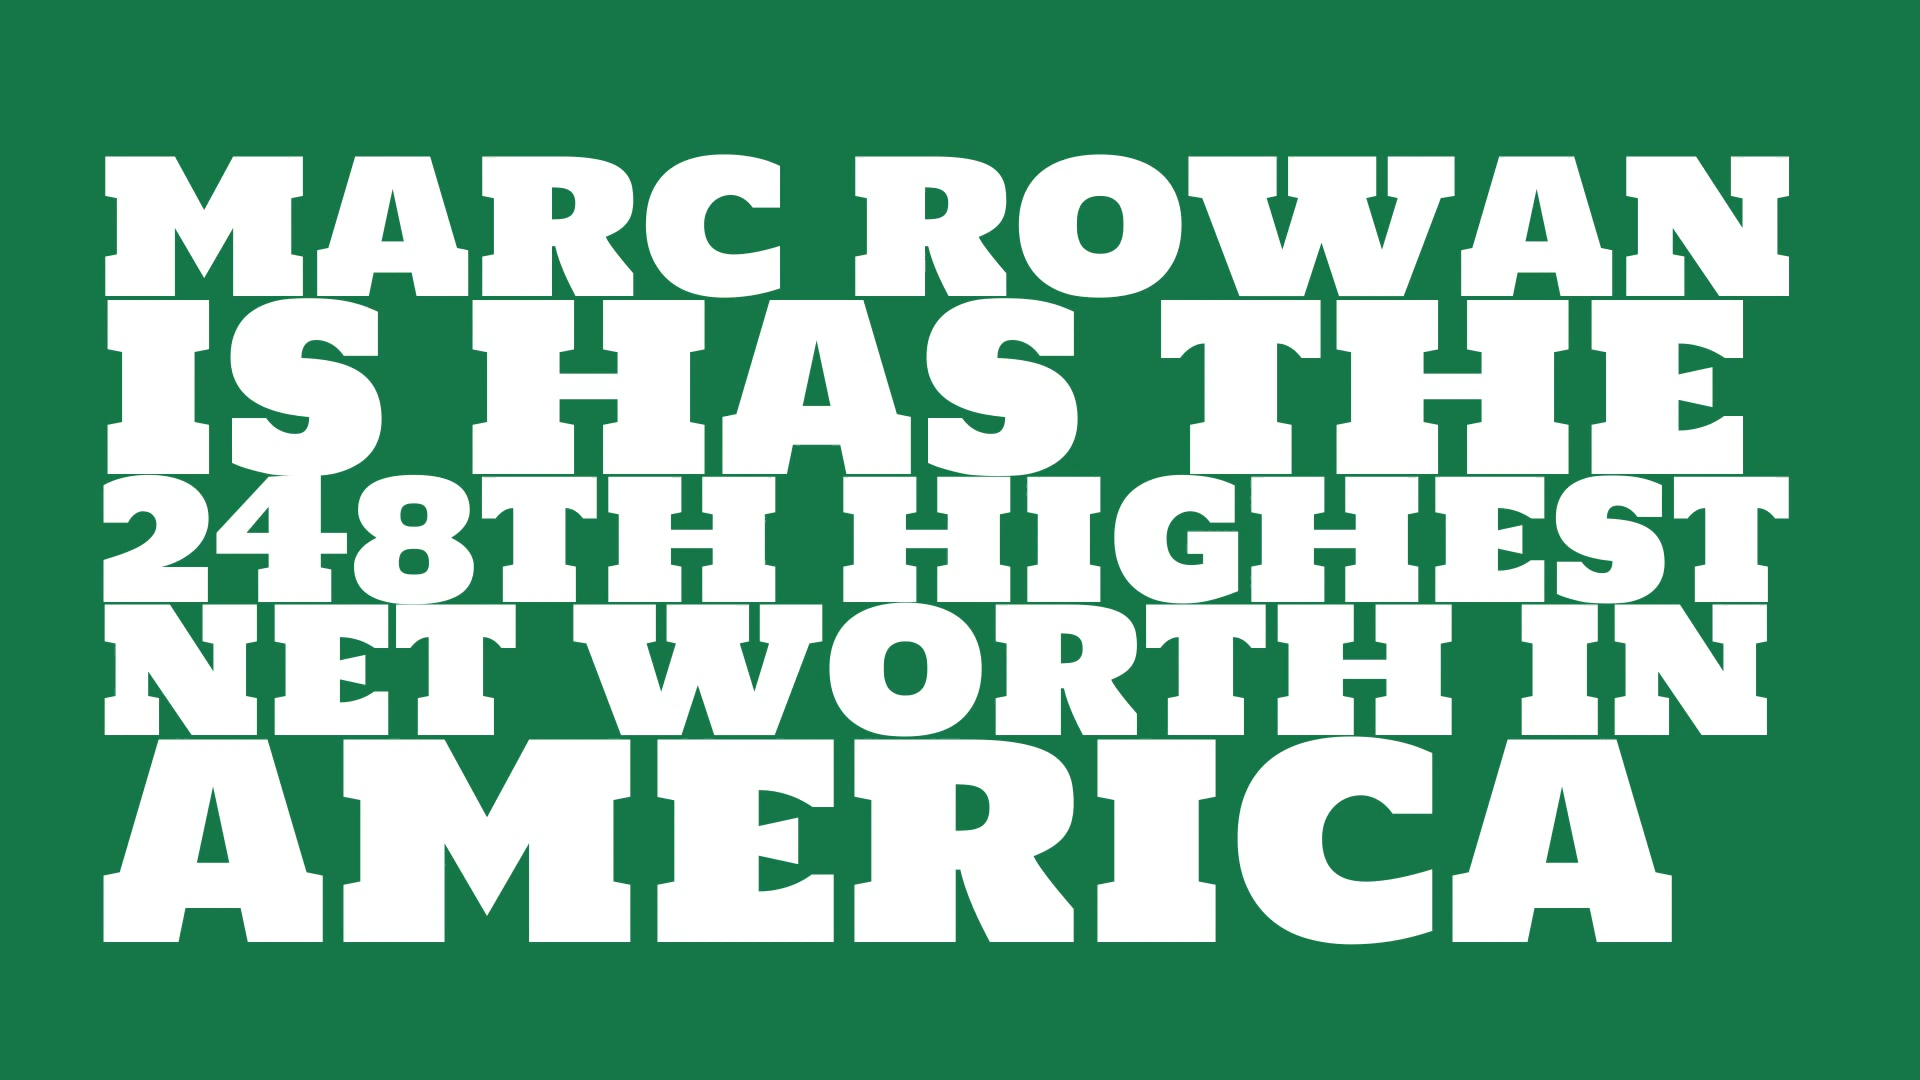 MARC ROWAN
IS HAS THE
248TH HIGHEST
NET WORTH IN
AMERICA